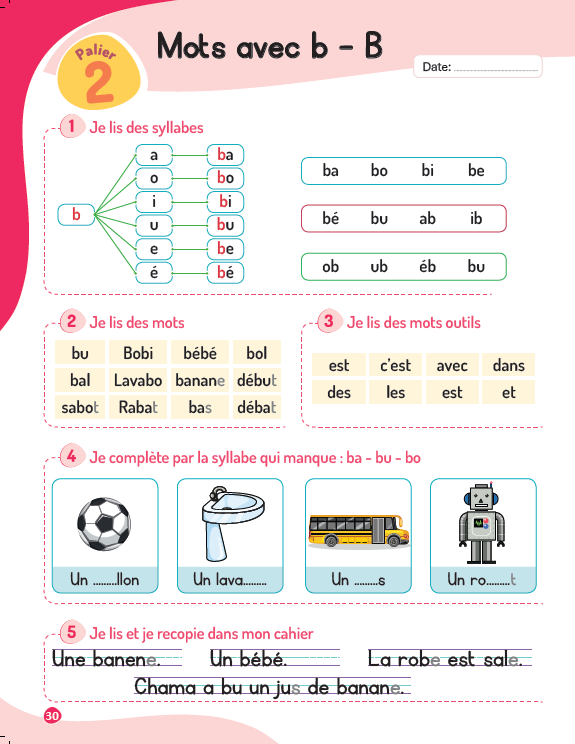 Palier
2
Mots avec b - B
Date: ..............................
1 Je lis des syllabes
b
a ba
o bo
i bi
u bu
e be
é bé
ba bo bi be
bé bu ab ib
ob ub éb bu
2 Je lis des mots
bu Bobi bébé bol
bal Lavabo banane début
sabot Rabat bas débat
3 Je lis des mots outils
est c'est avec dans
des les est et
4 Je complète par la syllabe qui manque : ba - bu - bo
Un .........llon
Un lava.........
Un .........s
Un ro.........t
5 Je lis et je recopie dans mon cahier
Une banene. Un bébé. La robe est sale.
Chama a bu un jus de banane.
30